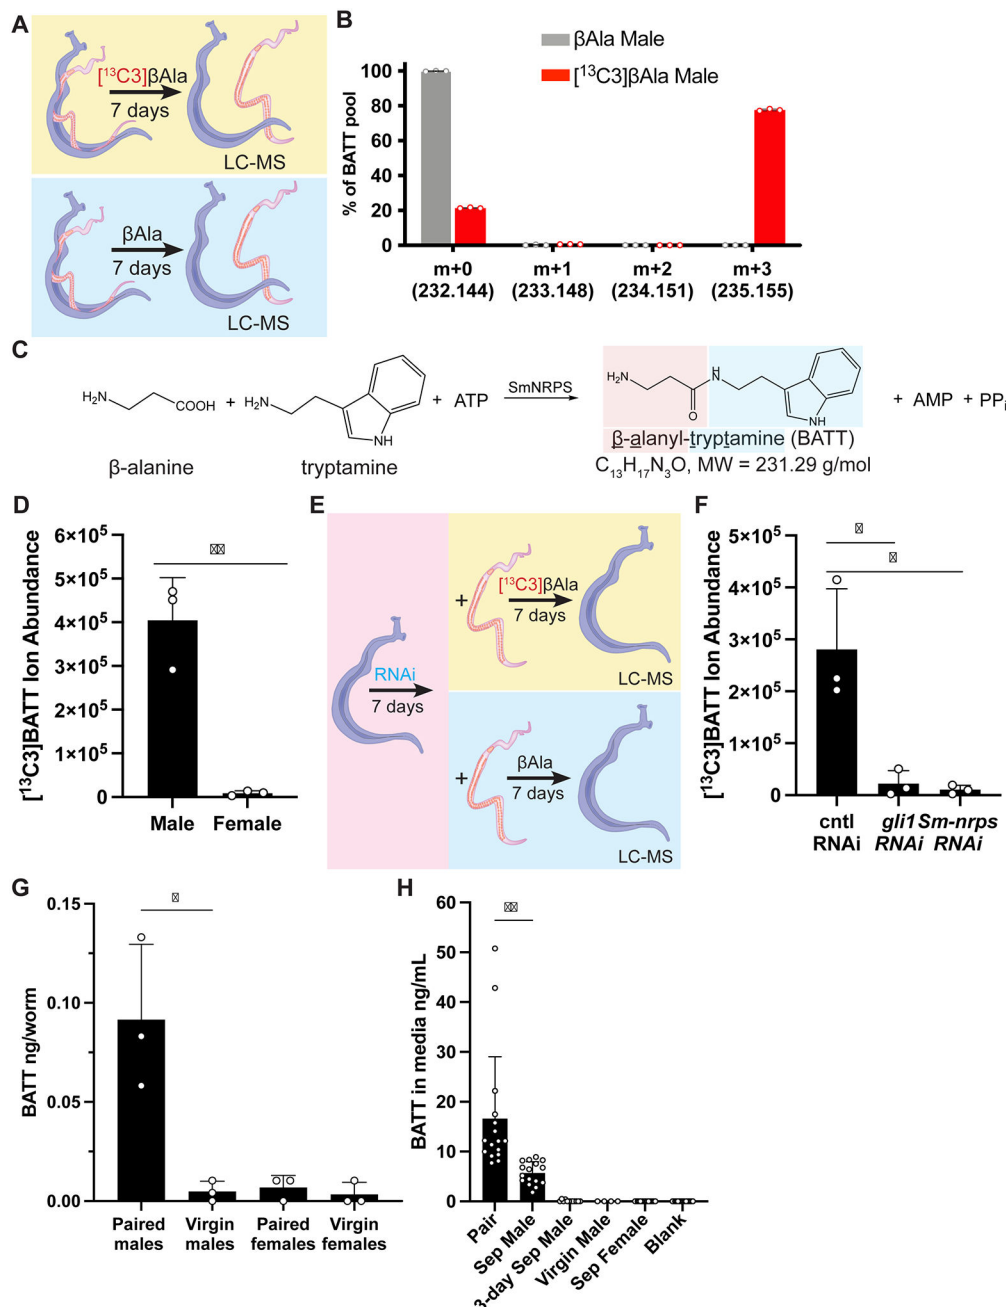 A
[¹³C3]βAla
7 days
LC-MS
βAla
7 days
LC-MS
B
βAla Male
[¹³C3]βAla Male
% of BATT pool
100
80
60
40
20
0
m+0 m+1 m+2 m+3
(232.144) (233.148) (234.151) (235.155)
C
H₂N COOH + H₂N NH + ATP SmNRPS H₂N O H N NH + AMP + PPᵢ
β-alanine tryptamine
β-alanyl-tryptamine (BATT)
C₁₃H₁₇N₃O, MW = 231.29 g/mol
D
[¹³C3]BATT Ion Abundance
6×10⁵
5×10⁵
4×10⁵
3×10⁵
2×10⁵
1×10⁵
0
Male Female
E
RNAi
7 days
+ [¹³C3]βAla
7 days
LC-MS
+ βAla
7 days
LC-MS
F
[¹³C3]BATT Ion Abundance
5×10⁵
4×10⁵
3×10⁵
2×10⁵
1×10⁵
0
cntl gli1 Sm-nrps
RNAi RNAi RNAi
G
BATT ng/worm
0.15
0.10
0.05
0.00
Paired Virgin Paired Virgin
males males females females
H
BATT in media ng/mL
60
50
40
30
20
10
0
Pair
Sep Male
3-day Sep Male
Virgin Male
Sep Female
Blank